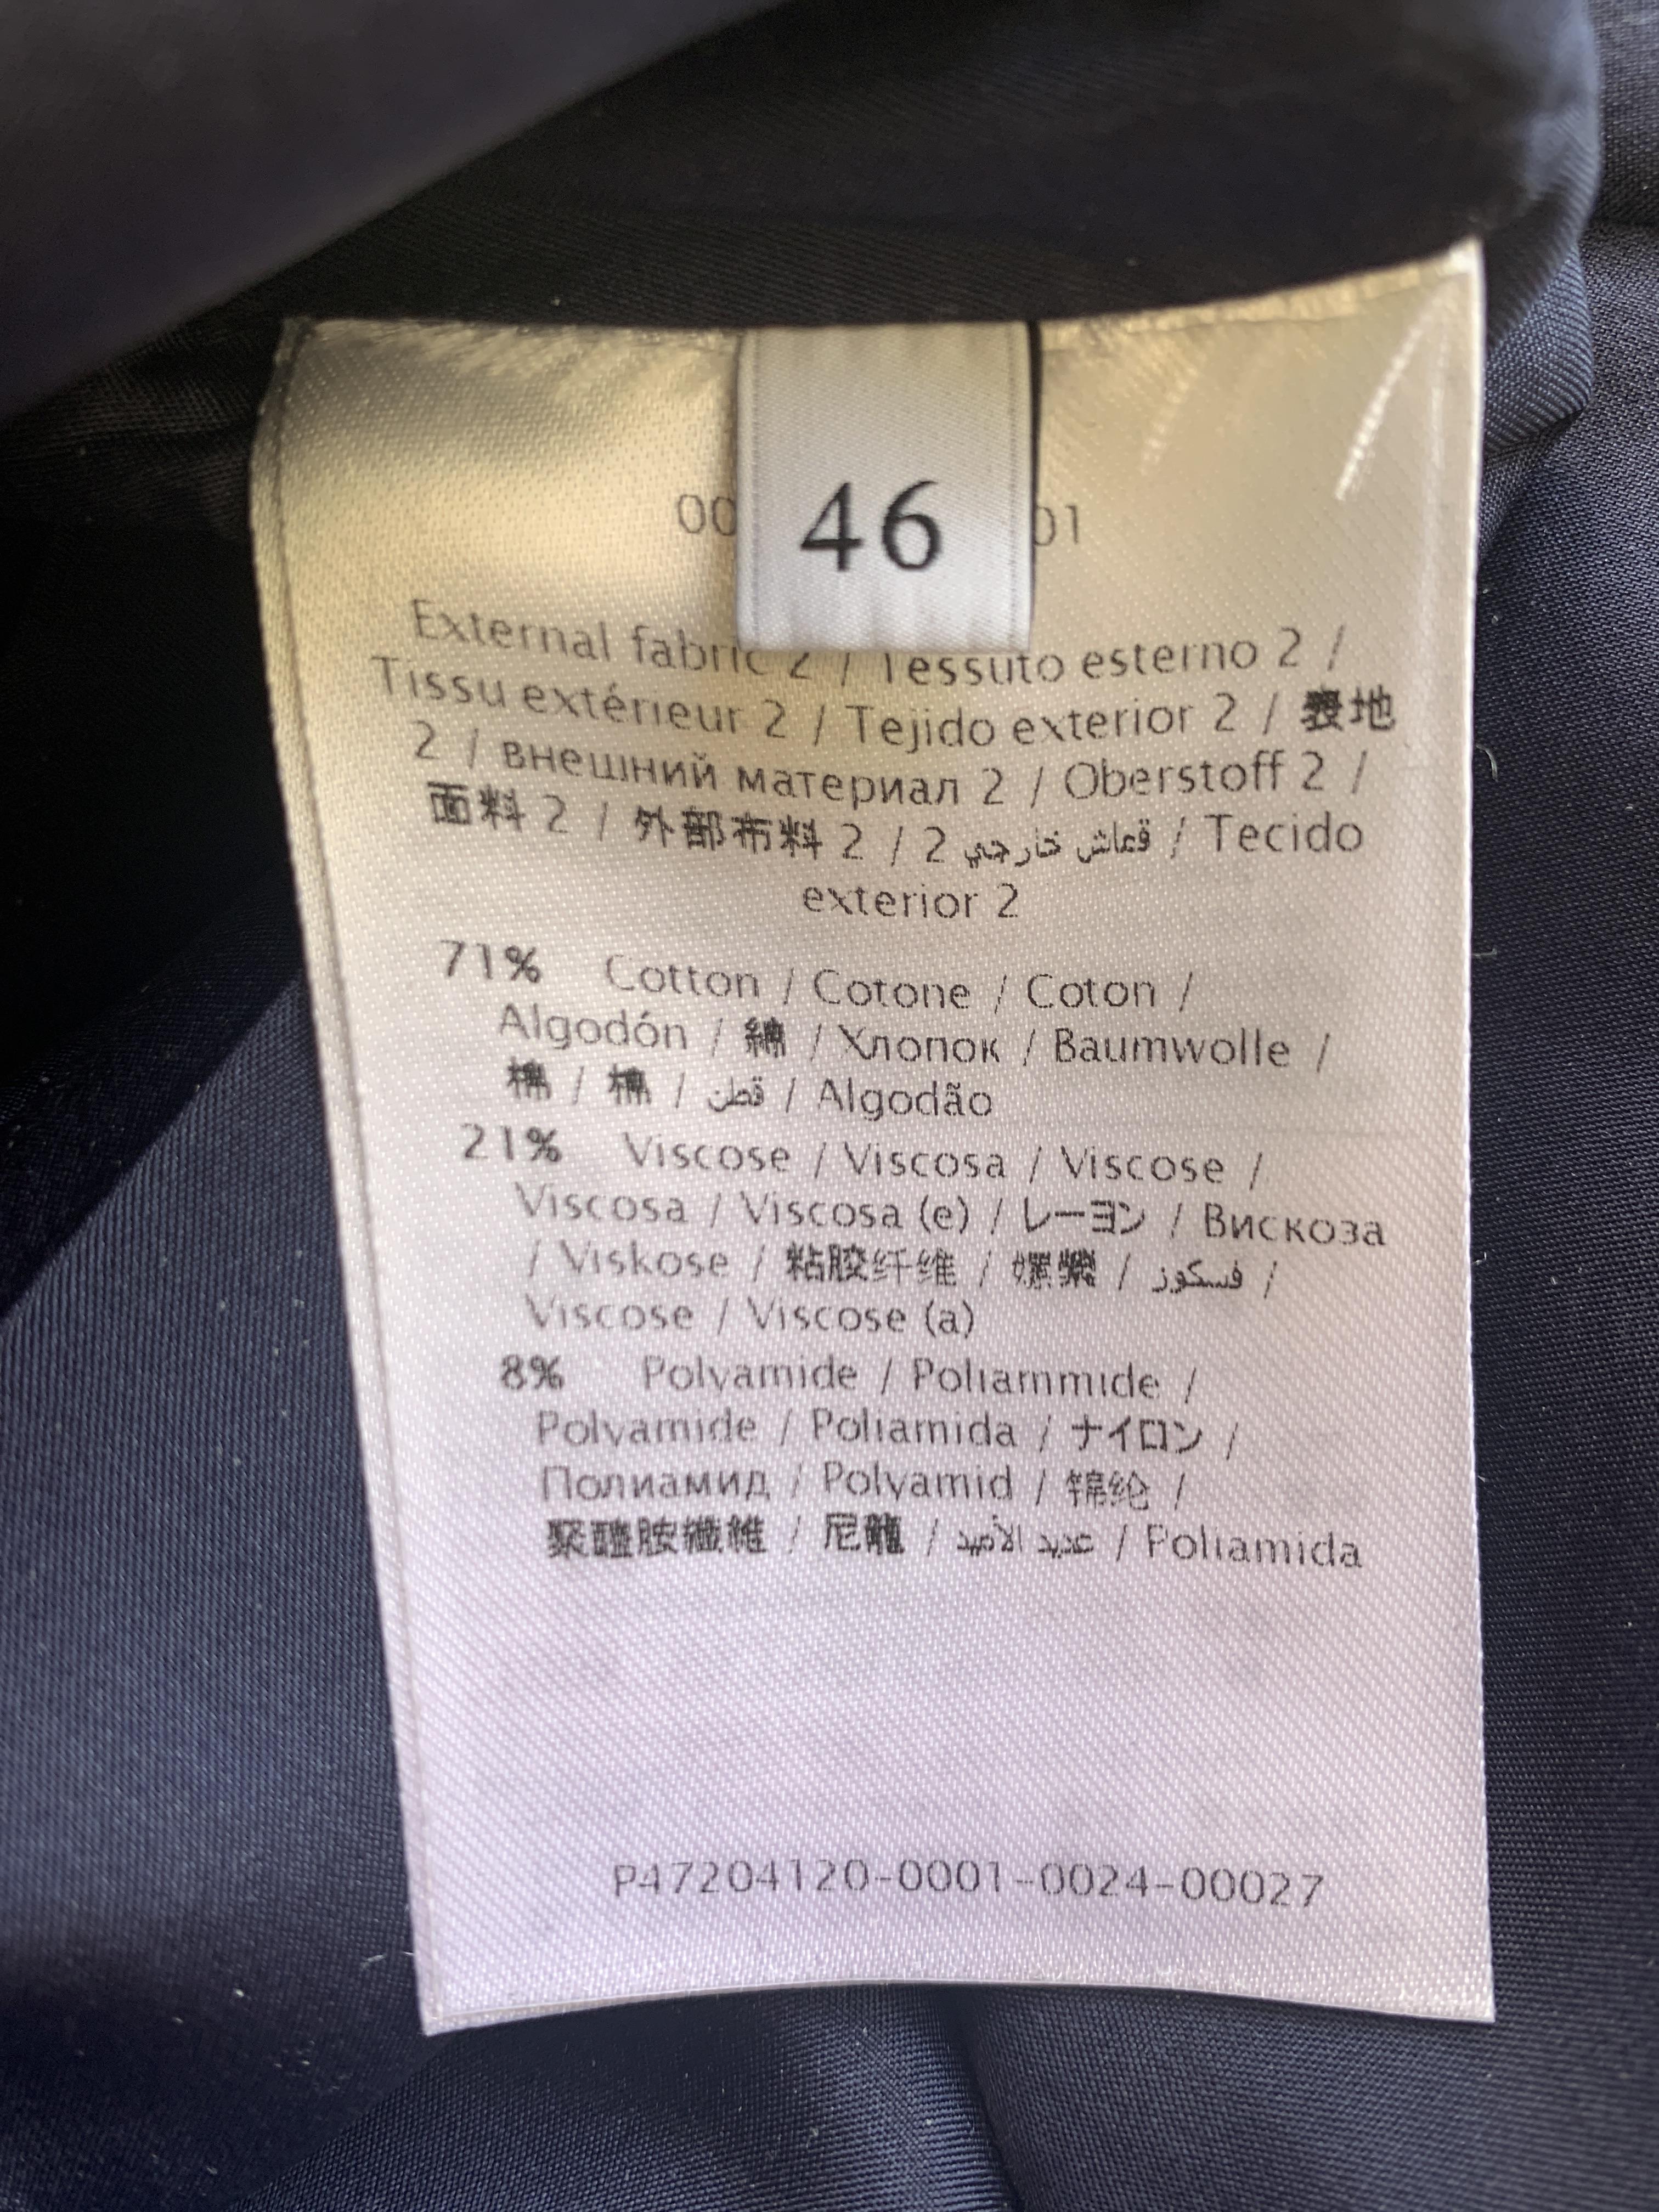 46
00
01
External fabric 2 / Tessuto esterno 2 /
Tissu extérieur 2 / Tejido exterior 2 / 表地
2 / внешний материал 2 / Oberstoff 2 /
面料 2 / 外部布料 2 / قماش خارجي 2 / Tecido
exterior 2
71% Cotton / Cotone / Coton /
Algodón / 綿 / Хлопок / Baumwolle /
棉 / 棉 / قطن / Algodão
21% Viscose / Viscosa / Viscose /
Viscosa / Viscosa (e) / レーヨン / Вискоза
/ Viskose / 粘胶纤维 / 嫘縈 / فسكوز /
Viscose / Viscose (a)
8% Polyamide / Poliammide /
Polyamide / Poliamida / ナイロン /
Полиамид / Polyamid / 锦纶 /
聚醯胺纖維 / 尼龍 / عديد الأميد / Poliamida
P47204120-0001-0024-00027